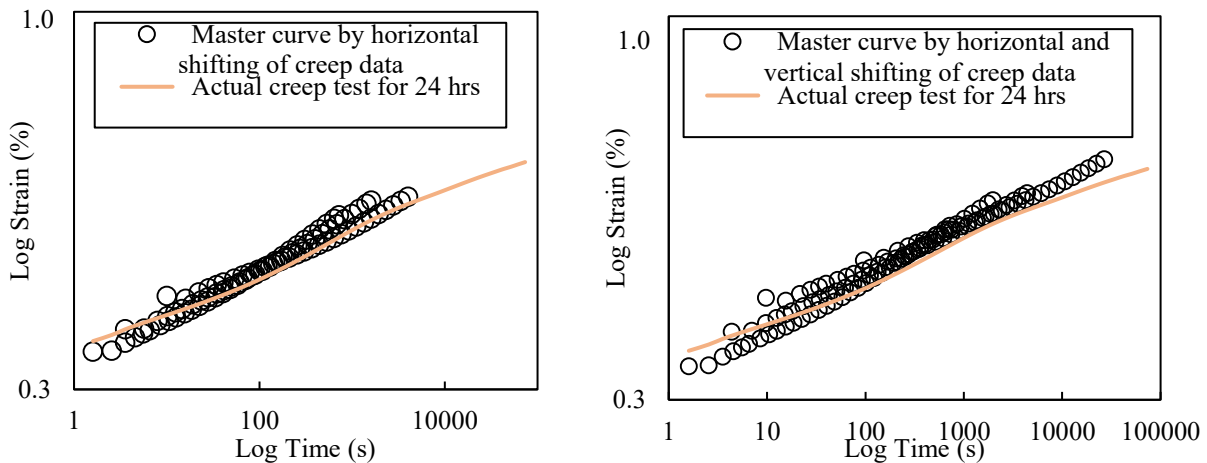 1.0
Master curve by horizontal
shifting of creep data
Actual creep test for 24 hrs
Log Strain (%)
0.3
1 100 10000
Log Time (s)
1.0
Master curve by horizontal and
vertical shifting of creep data
Actual creep test for 24 hrs
Log Strain (%)
0.3
1 10 100 1000 10000 100000
Log Time (s)